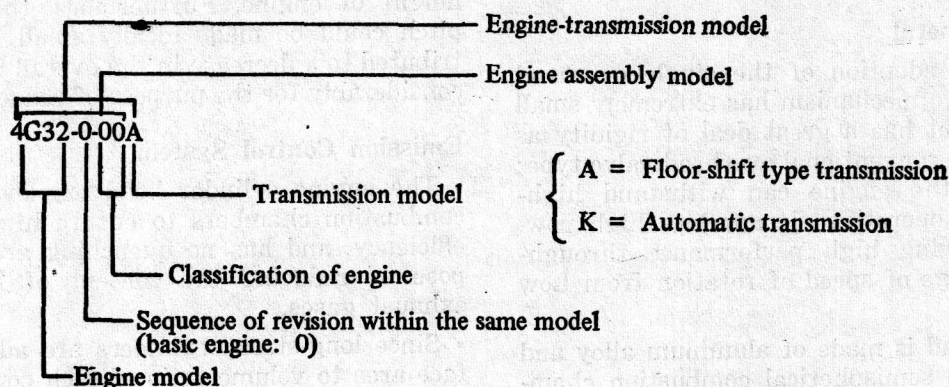 Engine-transmission model
Engine assembly model
4G32-0-00A
Transmission model
A = Floor-shift type transmission
K = Automatic transmission
Classification of engine
Sequence of revision within the same model
(basic engine: 0)
Engine model